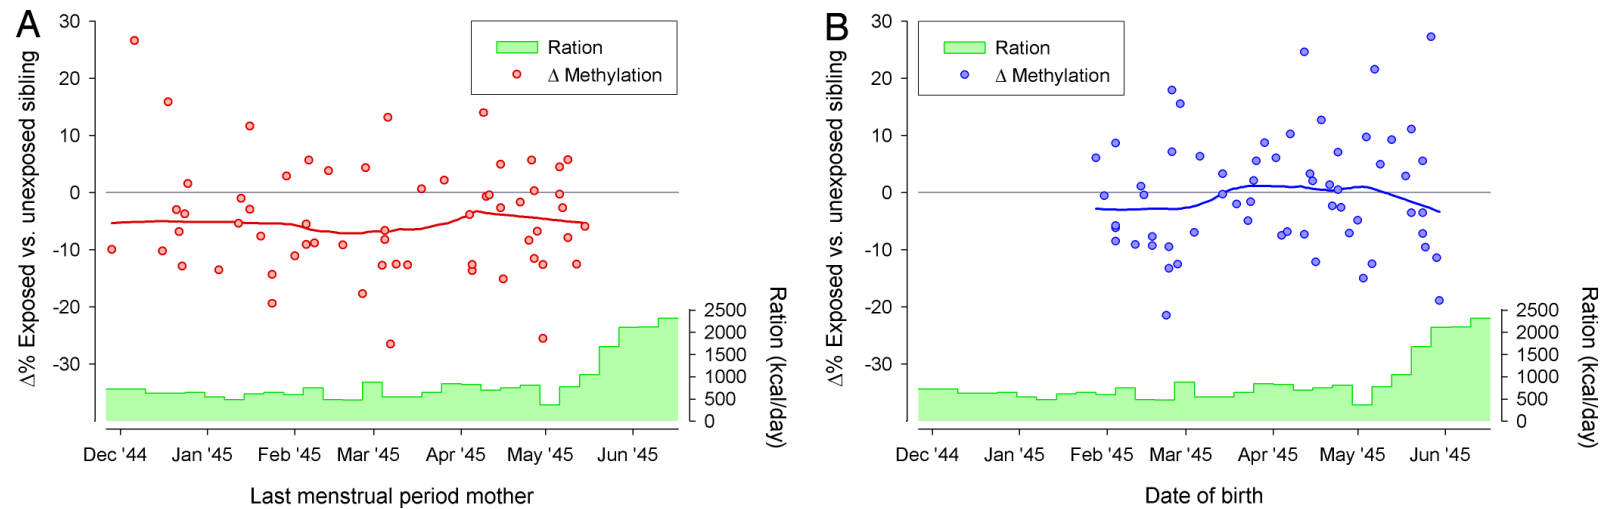 A
Δ% Exposed vs. unexposed sibling
30
20
10
0
-10
-20
-30
Ration
Δ Methylation
2500
2000
1500
1000
500
0
Ration (kcal/day)
Dec '44 Jan '45 Feb '45 Mar '45 Apr '45 May '45 Jun '45
Last menstrual period mother
B
Δ% Exposed vs. unexposed sibling
30
20
10
0
-10
-20
-30
Ration
Δ Methylation
2500
2000
1500
1000
500
0
Ration (kcal/day)
Dec '44 Jan '45 Feb '45 Mar '45 Apr '45 May '45 Jun '45
Date of birth